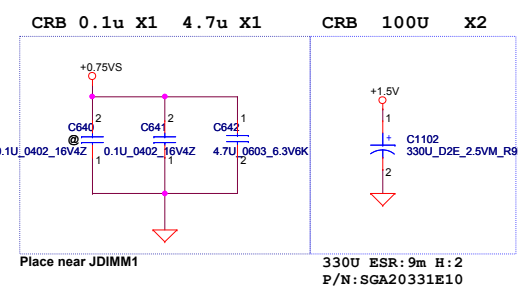 CRB 0.1u X1 4.7u X1
CRB 100U X2
+0.75VS
+1.5V
2 2 1
C640 C641 C642
@
0.1U_0402_16V4Z 0.1U_0402_16V4Z 4.7U_0603_6.3V6K
1 1 2
1
+
C1102
330U_D2E_2.5VM_R9
2
Place near JDIMM1
330U ESR:9m H:2
P/N:SGA20331E10